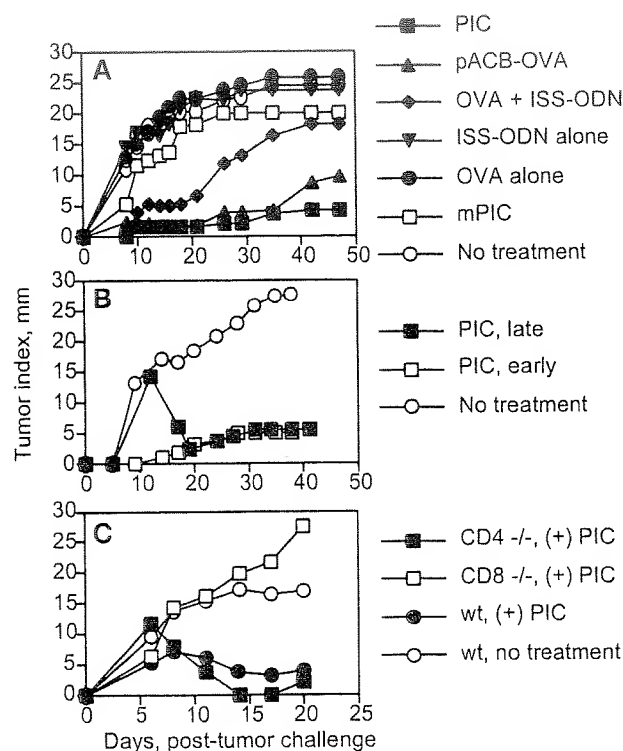 A
30
25
20
15
10
5
0
0 10 20 30 40 50
PIC
pACB-OVA
OVA + ISS-ODN
ISS-ODN alone
OVA alone
mPIC
No treatment
Tumor index, mm
B
30
25
20
15
10
5
0
0 10 20 30 40 50
PIC, late
PIC, early
No treatment
C
30
25
20
15
10
5
0
0 5 10 15 20 25
CD4 -/-, (+) PIC
CD8 -/-, (+) PIC
wt, (+) PIC
wt, no treatment
Days, post-tumor challenge